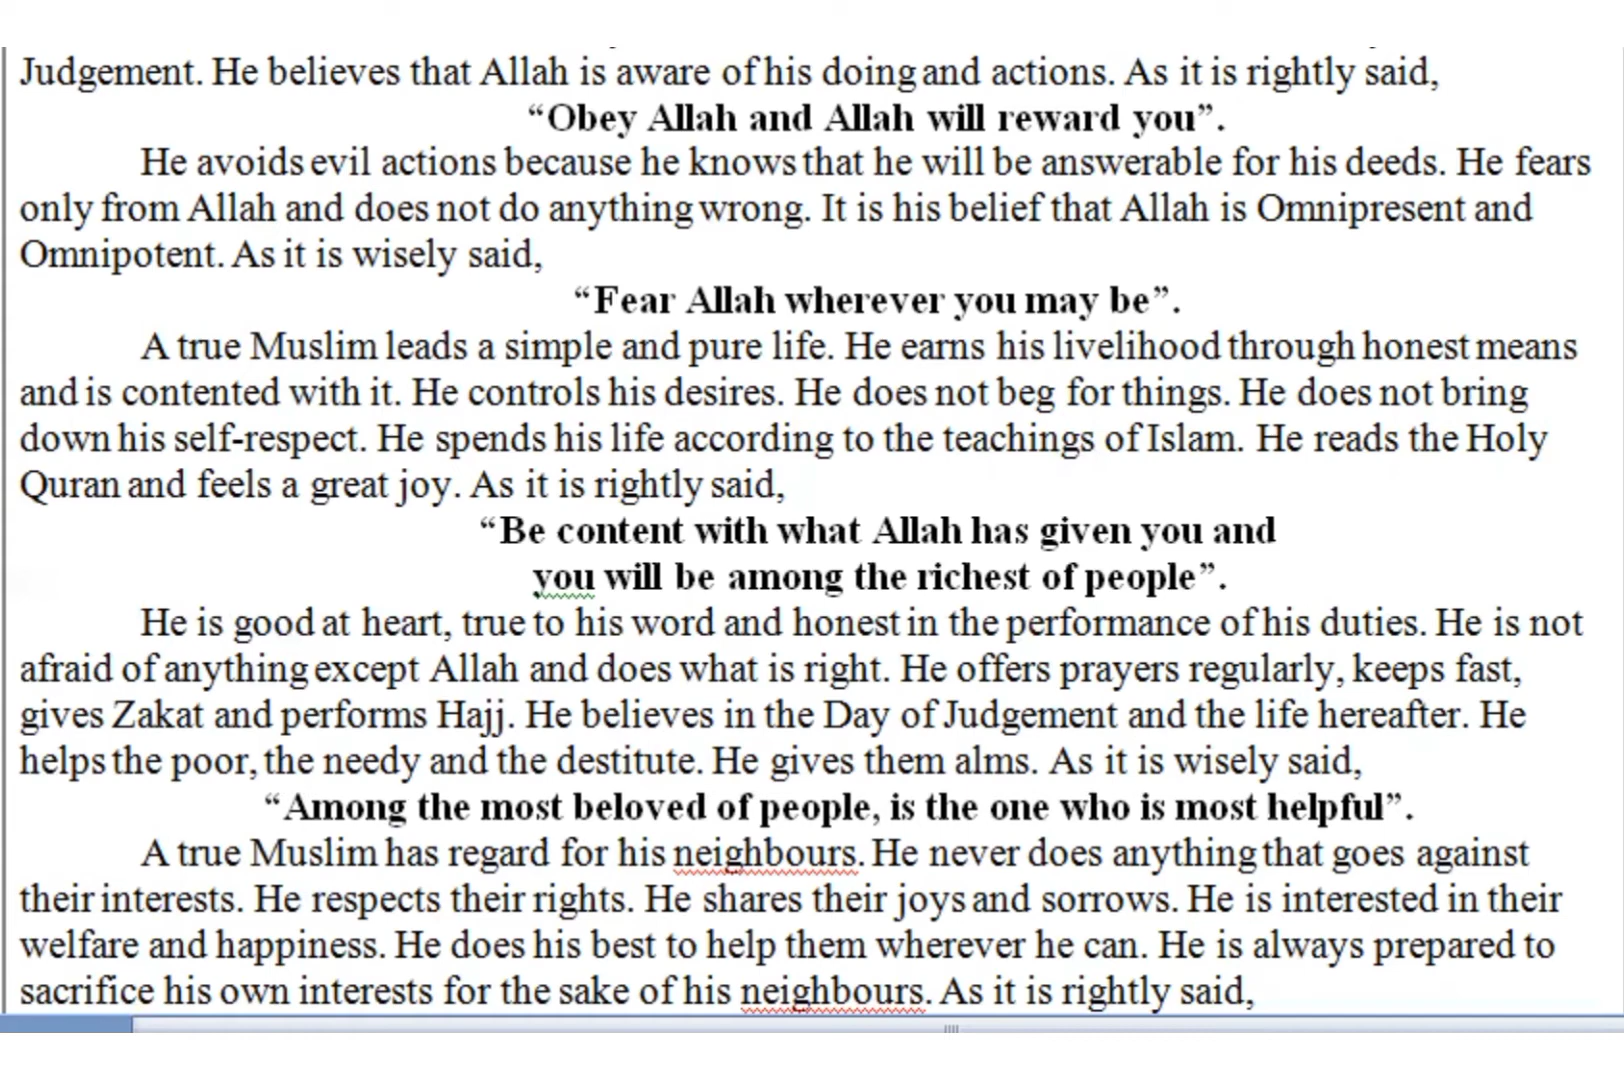 Judgement. He believes that Allah is aware of his doing and actions. As it is rightly said,
“Obey Allah and Allah will reward you”.
He avoids evil actions because he knows that he will be answerable for his deeds. He fears
only from Allah and does not do anything wrong. It is his belief that Allah is Omnipresent and
Omnipotent. As it is wisely said,
“Fear Allah wherever you may be”.
A true Muslim leads a simple and pure life. He earns his livelihood through honest means
and is contented with it. He controls his desires. He does not beg for things. He does not bring
down his self-respect. He spends his life according to the teachings of Islam. He reads the Holy
Quran and feels a great joy. As it is rightly said,
“Be content with what Allah has given you and
you will be among the richest of people”.
He is good at heart, true to his word and honest in the performance of his duties. He is not
afraid of anything except Allah and does what is right. He offers prayers regularly, keeps fast,
gives Zakat and performs Hajj. He believes in the Day of Judgement and the life hereafter. He
helps the poor, the needy and the destitute. He gives them alms. As it is wisely said,
“Among the most beloved of people, is the one who is most helpful”.
A true Muslim has regard for his neighbours. He never does anything that goes against
their interests. He respects their rights. He shares their joys and sorrows. He is interested in their
welfare and happiness. He does his best to help them wherever he can. He is always prepared to
sacrifice his own interests for the sake of his neighbours. As it is rightly said,